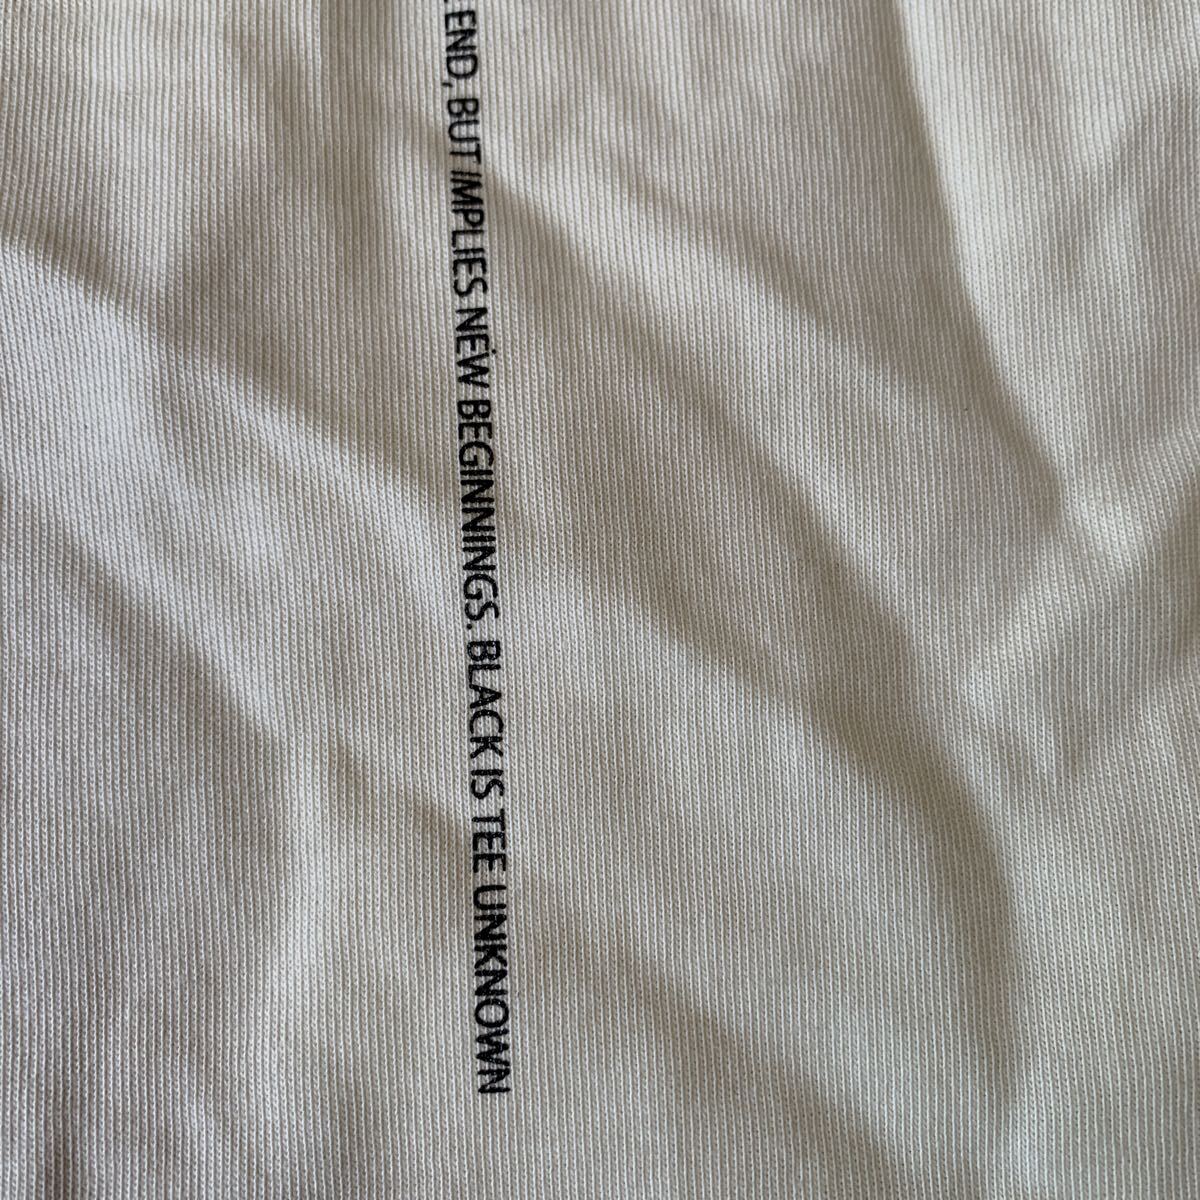 END, BUT IMPLIES NEW BEGINNINGS. BLACK IS TEE UNKNOWN